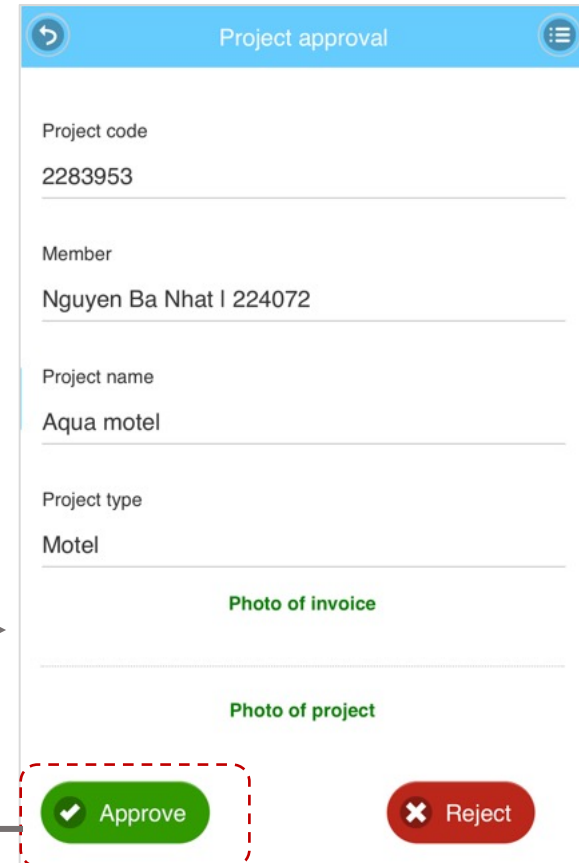 Project approval
Project code
2283953
Member
Nguyen Ba Nhat l 224072
Project name
Aqua motel
Project type
Motel
Photo of invoice
Photo of project
Approve
Reject